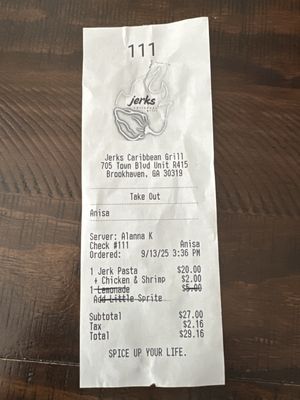 111
jerks
Jerks Caribbean Grill
705 Town Blvd Unit R415
Brookhaven, GA 30319
Take Out
Anisa
Server: Alanna K
Check #111 Anisa
Ordered: 9/13/25 3:36 PM
1 Jerk Pasta $20.00
+ Chicken & Shrimp $2.00
1 Lemonade $5.00
Add Little Sprite
Subtotal $27.00
Tax $2.16
Total $29.16
SPICE UP YOUR LIFE.